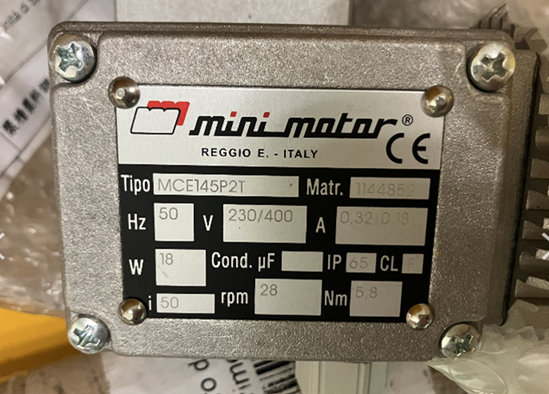 mini motor®
REGGIO E. - ITALY
CE
Tipo MCE145P2T Matr. 1144852
Hz 50 V 230/400 A 0,32 0,18
W 18 Cond. µF IP 65 CL F
i 50 rpm 28 Nm 5,8